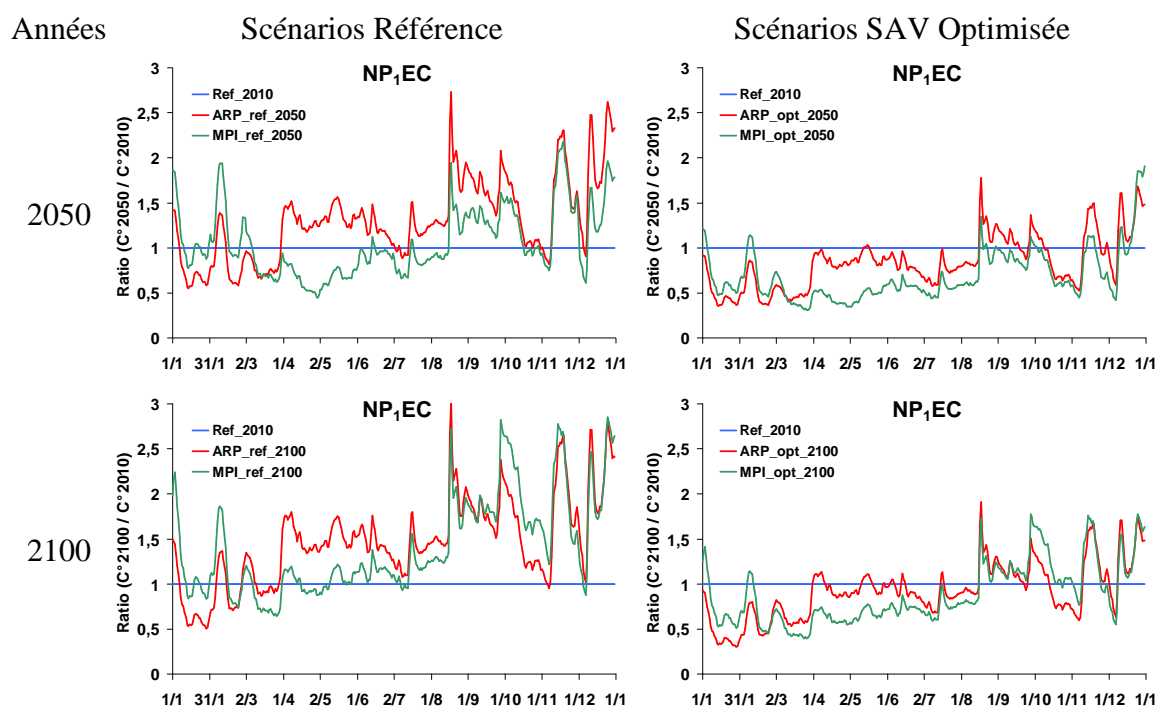 Années Scénarios Référence Scénarios SAV Optimisée
2050
NP₁EC
Ref_2010
ARP_ref_2050
MPI_ref_2050
Ratio (C°2050 / C°2010)
3
2,5
2
1,5
1
0,5
0
1/1 31/1 2/3 1/4 2/5 1/6 2/7 1/8 1/9 1/10 1/11 1/12 1/1
NP₁EC
Ref_2010
ARP_opt_2050
MPI_opt_2050
Ratio (C°2050 / C°2010)
3
2,5
2
1,5
1
0,5
0
1/1 31/1 2/3 1/4 2/5 1/6 2/7 1/8 1/9 1/10 1/11 1/12 1/1
2100
NP₁EC
Ref_2010
ARP_ref_2100
MPI_ref_2100
Ratio (C°2100 / C°2010)
3
2,5
2
1,5
1
0,5
0
1/1 31/1 2/3 1/4 2/5 1/6 2/7 1/8 1/9 1/10 1/11 1/12 1/1
NP₁EC
Ref_2010
ARP_opt_2100
MPI_opt_2100
Ratio (C°2100 / C°2010)
3
2,5
2
1,5
1
0,5
0
1/1 31/1 2/3 1/4 2/5 1/6 2/7 1/8 1/9 1/10 1/11 1/12 1/1